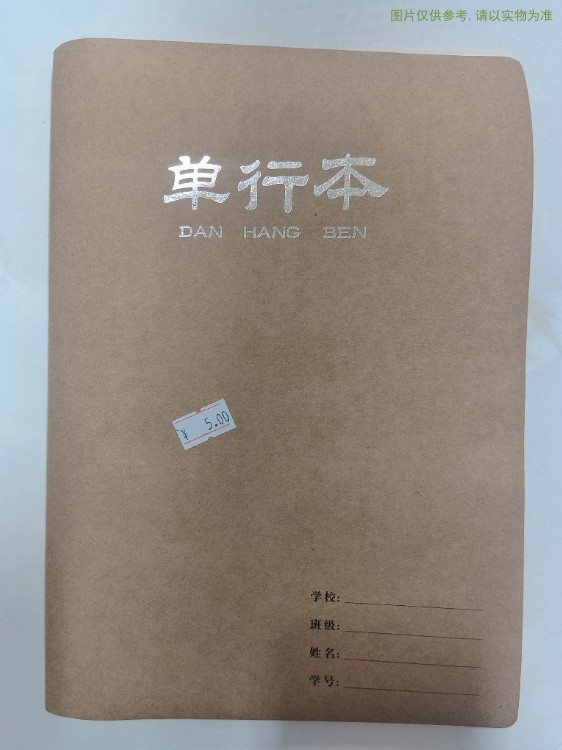 图片仅供参考, 请以实物为准
单行本
DAN HANG BEN
¥ 5.00
学校:
班级:
姓名:
学号: